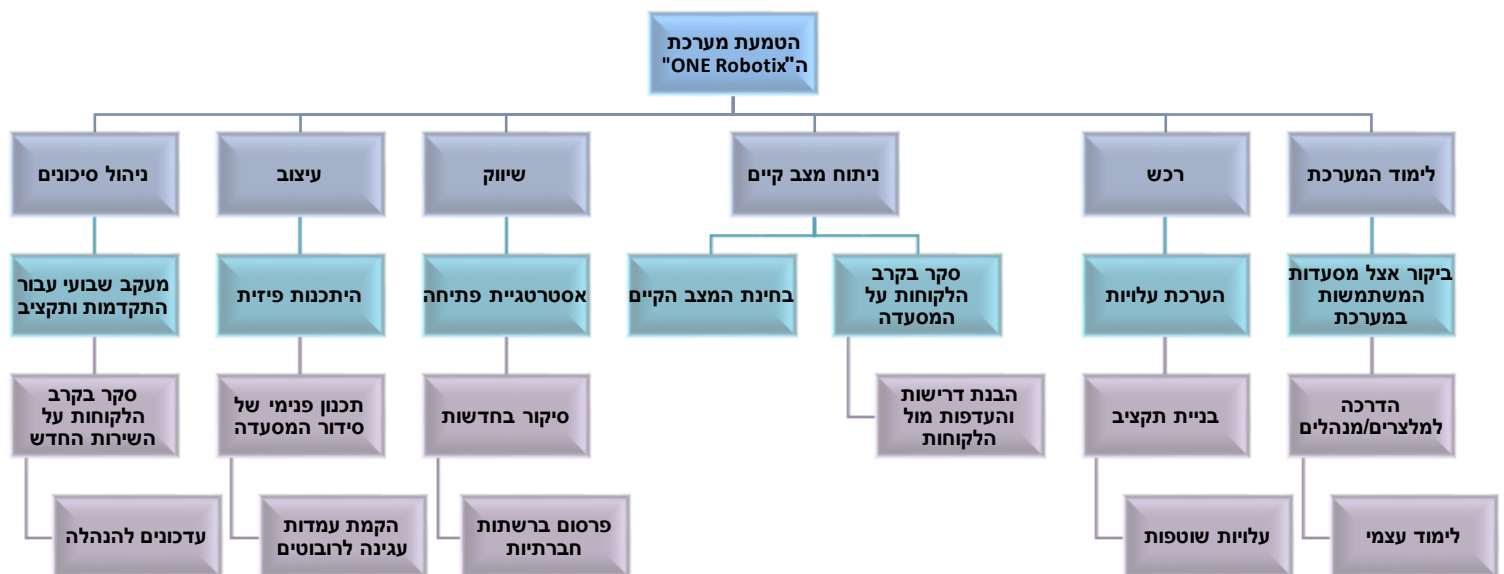 הטמעת מערכת
ה"ONE Robotix"
לימוד המערכת
רכש
ניתוח מצב קיים
שיווק
עיצוב
ניהול סיכונים
ביקור אצל מסעדות
המשתמשות
במערכת
הערכת עלויות
סקר בקרב
הלקוחות על
המסעדה
בחינת המצב הקיים
אסטרטגיית פתיחה
היתכנות פיזית
מעקב שבועי עבור
התקדמות ותקציב
הדרכה
למלצרים/מנהלים
בניית תקציב
הבנת דרישות
והעדפות מול
הלקוחות
סיקור בחדשות
תכנון פנימי של
סידור המסעדה
סקר בקרב
הלקוחות על
השירות החדש
לימוד עצמי
עלויות שוטפות
פרסום ברשתות
חברתיות
הקמת עמדות
עגינה לרובוטים
עדכונים להנהלה